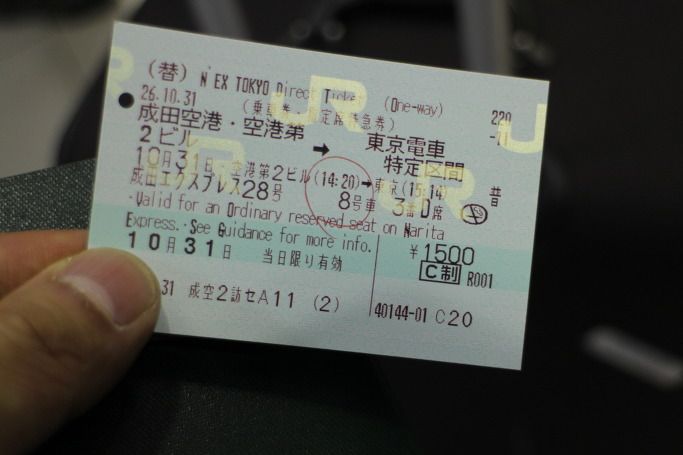 (替) N'EX TOKYO Direct Ticket (One-way) 220
26.10.31 (乗車券・ 定席特急券)
成田空港・空港第 → 東京電車
2ビル 特定区間
10月31日 空港第2ビル(14:20)→東京(15:14) 普
成田エクスプレス28号 8号車 3番D席
・Valid for an Ordinary reserved seat on Narita
Express.・See Guidance for more info. ¥1500
10月31日 当日限り有効 C制 R001
.31 成空2訪セA11 (2) 40144-01 C20
JR
JR